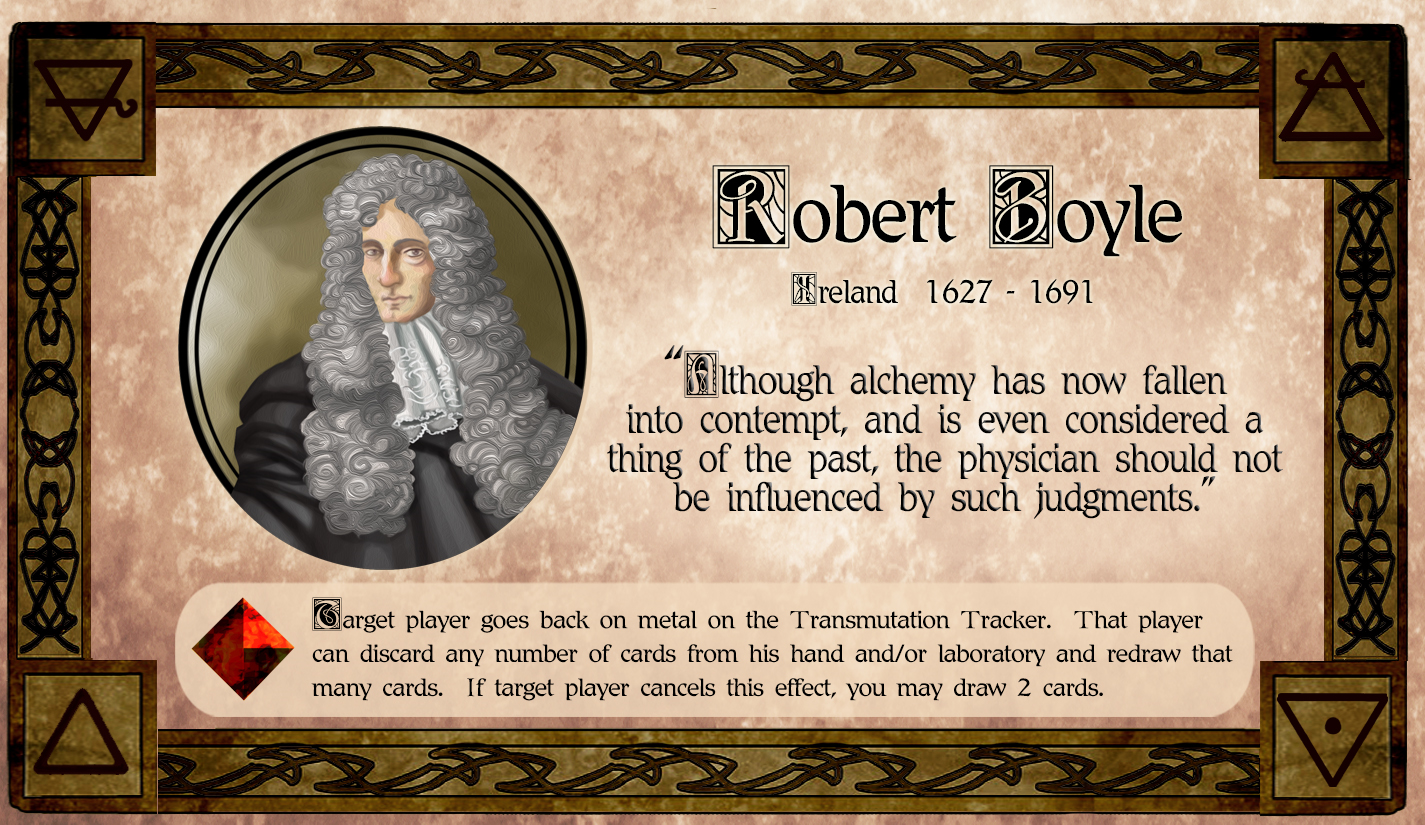 Robert Boyle
Ireland 1627 - 1691
“Although alchemy has now fallen
into contempt, and is even considered a
thing of the past, the physician should not
be influenced by such judgments.”
Target player goes back on metal on the Transmutation Tracker. That player
can discard any number of cards from his hand and/or laboratory and redraw that
many cards. If target player cancels this effect, you may draw 2 cards.